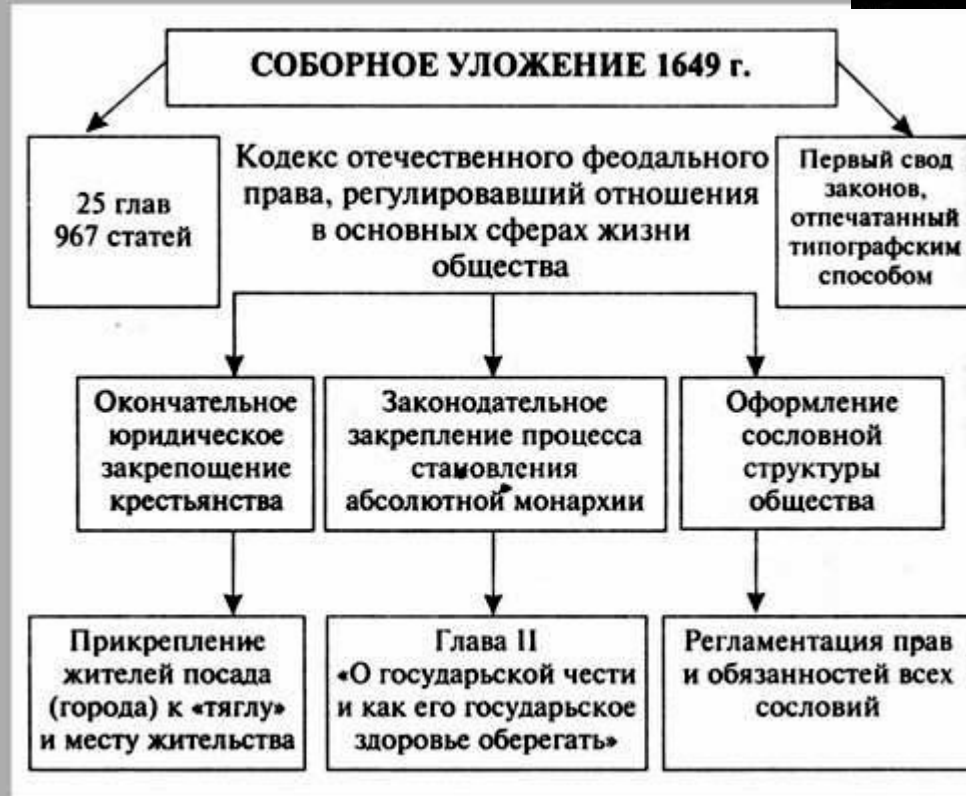 СОБОРНОЕ УЛОЖЕНИЕ 1649 г.
25 глав
967 статей
Кодекс отечественного феодального
права, регулировавший отношения
в основных сферах жизни
общества
Первый свод
законов,
отпечатанный
типографским
способом
Окончательное
юридическое
закрепощение
крестьянства
Законодательное
закрепление процесса
становления
абсолютной монархии
Оформление
сословной
структуры
общества
Прикрепление
жителей посада
(города) к «тяглу»
и месту жительства
Глава II
«О государьской чести
и как его государьское
здоровье оберегать»
Регламентация прав
и обязанностей всех
сословий